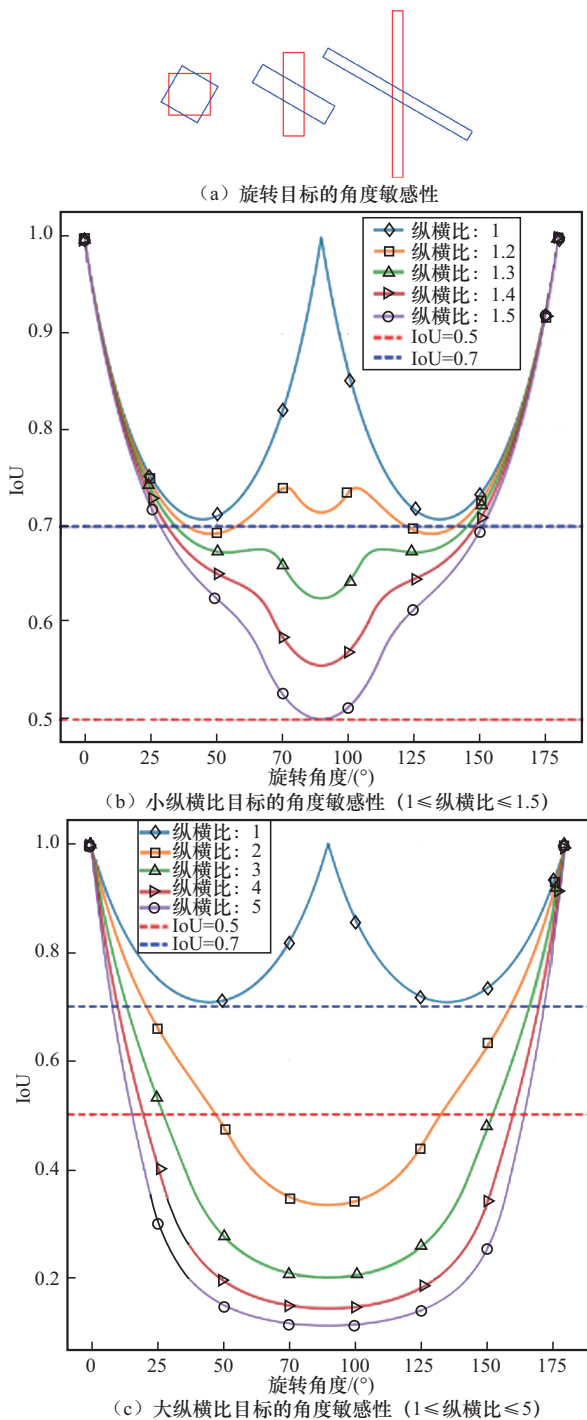 （a）旋转目标的角度敏感性
1.0
0.9
0.8
0.7
0.6
0.5
IoU
纵横比：1
纵横比：1.2
纵横比：1.3
纵横比：1.4
纵横比：1.5
IoU=0.5
IoU=0.7
0 25 50 70 100 125 150 175
旋转角度/(°)
（b）小纵横比目标的角度敏感性（1≤纵横比≤1.5）
1.0
0.8
0.6
0.4
0.2
IoU
纵横比：1
纵横比：2
纵横比：3
纵横比：4
纵横比：5
IoU=0.5
IoU=0.7
0 25 50 70 100 125 150 175
旋转角度/(°)
（c）大纵横比目标的角度敏感性（1≤纵横比≤5）